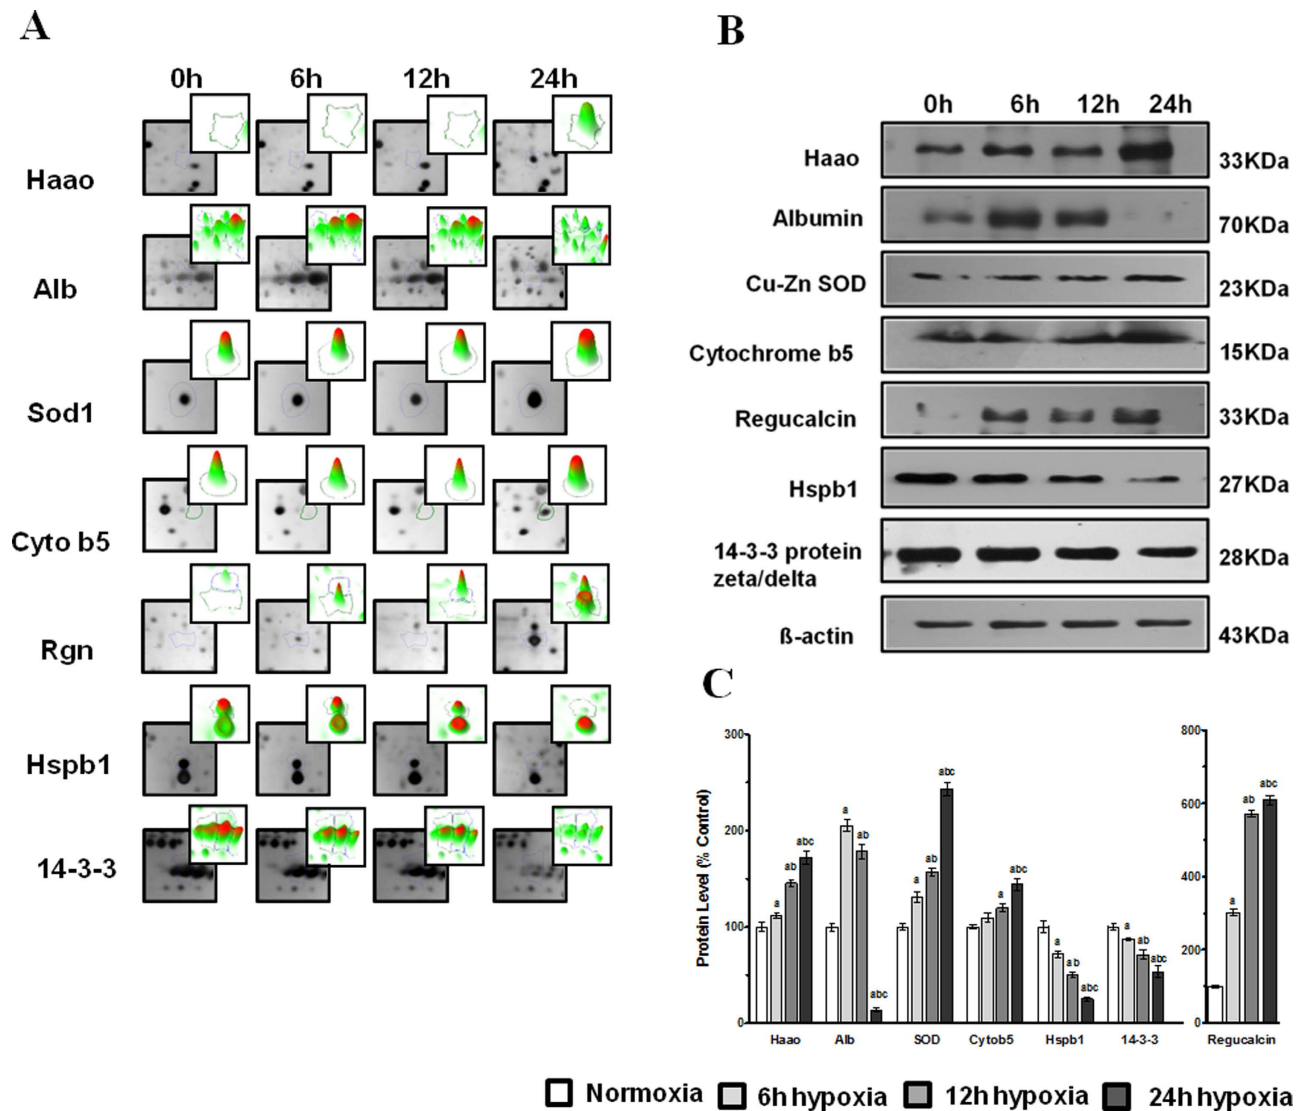 A
0h 6h 12h 24h
Haao
Alb
Sod1
Cyto b5
Rgn
Hspb1
14-3-3
B
0h 6h 12h 24h
Haao 33KDa
Albumin 70KDa
Cu-Zn SOD 23KDa
Cytochrome b5 15KDa
Regucalcin 33KDa
Hspb1 27KDa
14-3-3 protein
zeta/delta 28KDa
ß-actin 43KDa
C
Protein Level (% Control)
300
200
100
0
a ab abc
a ab abc
a ab abc
a abc
a ab abc
a ab abc
Haao Alb SOD Cytob5 Hspb1 14-3-3
800
600
400
200
0
a ab abc
Regucalcin
Normoxia 6h hypoxia 12h hypoxia 24h hypoxia